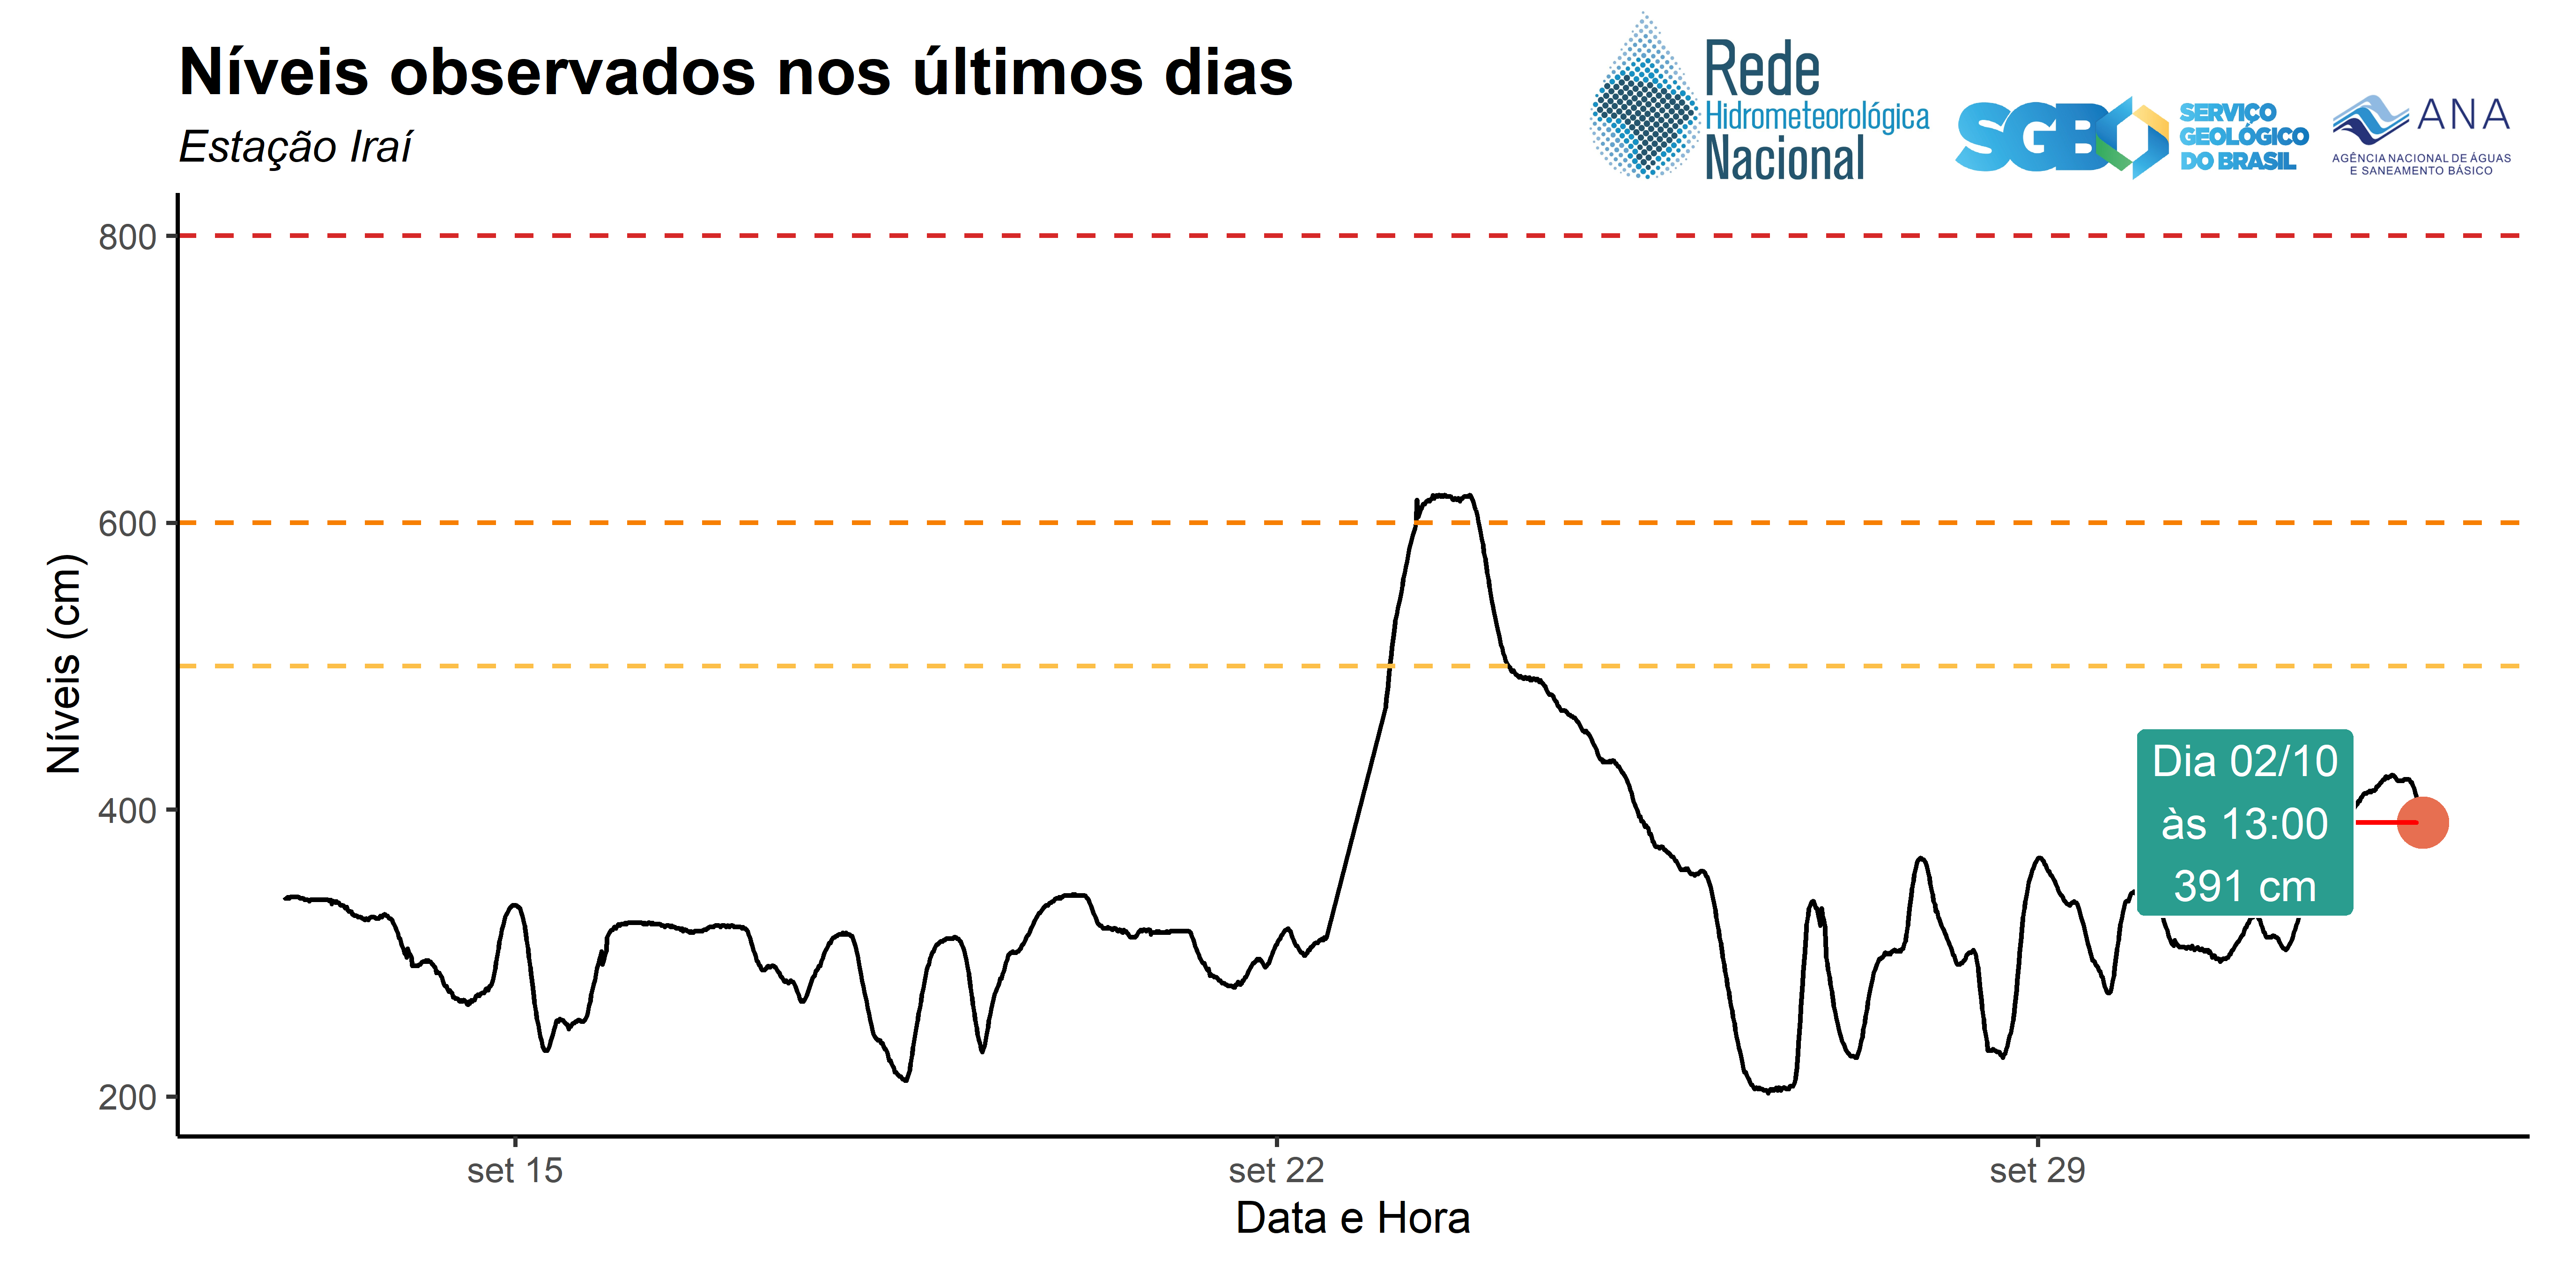 Níveis observados nos últimos dias
Estação Iraí
Rede
Hidrometeorológica
Nacional
SGB
SERVIÇO
GEOLÓGICO
DO BRASIL
ANA
AGÊNCIA NACIONAL DE ÁGUAS
E SANEAMENTO BÁSICO
Níveis (cm)
800
600
400
200
Dia 02/10
às 13:00
391 cm
set 15
set 22
set 29
Data e Hora